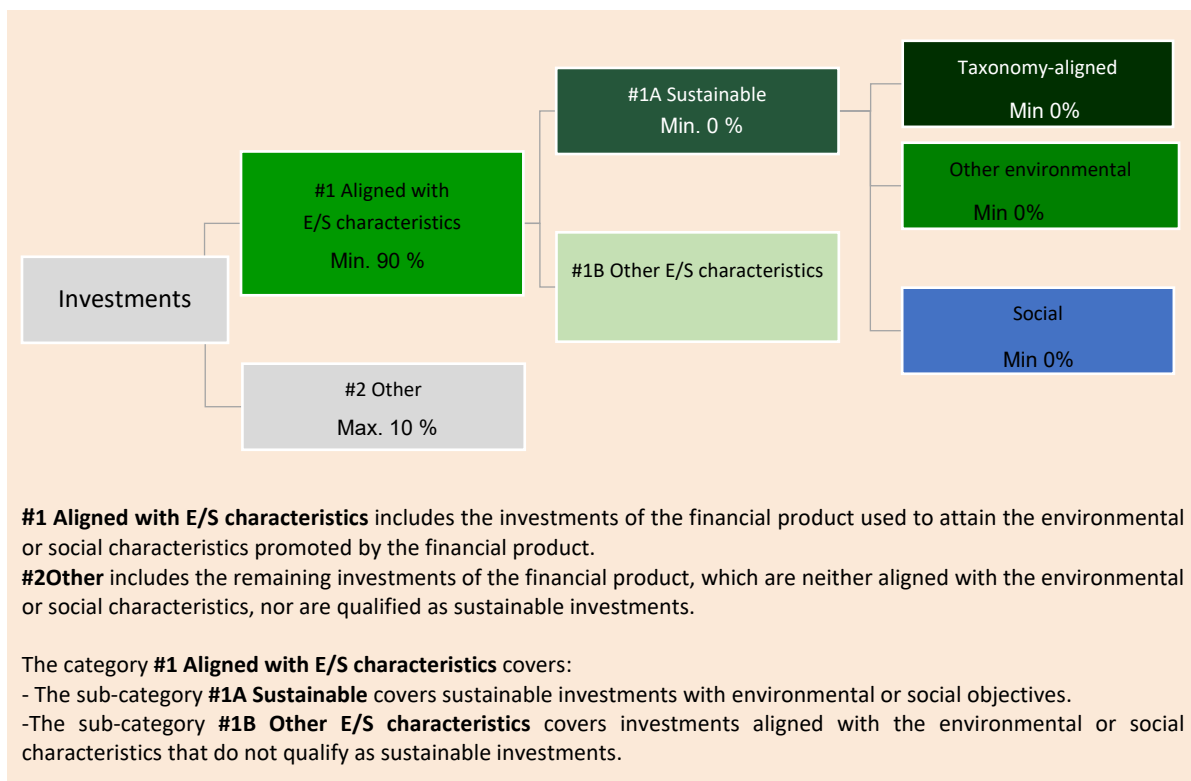 Investments
#1 Aligned with
E/S characteristics
Min. 90 %
#2 Other
Max. 10 %
#1A Sustainable
Min. 0 %
#1B Other E/S characteristics
Taxonomy-aligned
Min 0%
Other environmental
Min 0%
Social
Min 0%
#1 Aligned with E/S characteristics includes the investments of the financial product used to attain the environmental
or social characteristics promoted by the financial product.
#2Other includes the remaining investments of the financial product, which are neither aligned with the environmental
or social characteristics, nor are qualified as sustainable investments.
The category #1 Aligned with E/S characteristics covers:
- The sub-category #1A Sustainable covers sustainable investments with environmental or social objectives.
-The sub-category #1B Other E/S characteristics covers investments aligned with the environmental or social
characteristics that do not qualify as sustainable investments.